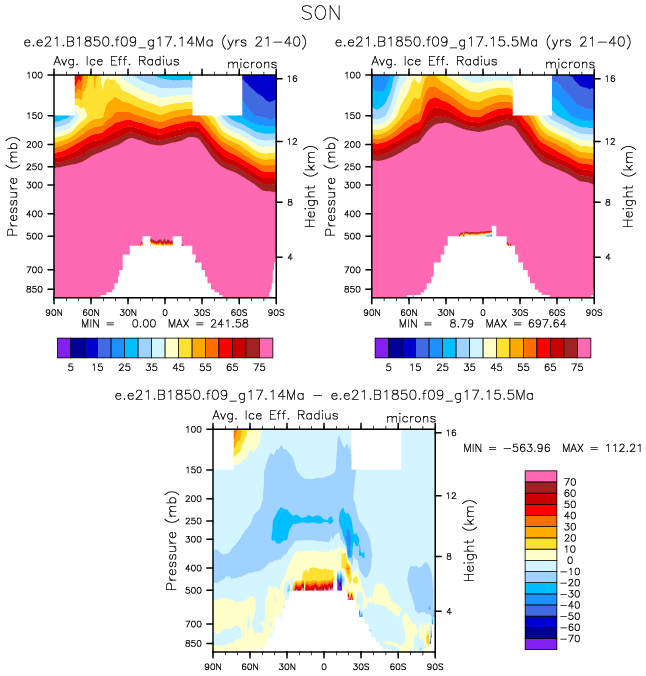 SON
e.e21.B1850.f09_g17.14Ma (yrs 21-40) e.e21.B1850.f09_g17.15.5Ma (yrs 21-40)
Avg. Ice Eff. Radius microns Avg. Ice Eff. Radius microns
100 16 100 16
150 150
12 12
200 200
250 250
300 300
8 8
400 400
500 500
4 4
700 700
850 850
Pressure (mb) Height (km) Pressure (mb) Height (km)
90N 60N 30N 0 30S 60S 90S 90N 60N 30N 0 30S 60S 90S
MIN = 0.00 MAX = 241.58 MIN = 8.79 MAX = 697.64
5 15 25 35 45 55 65 75 5 15 25 35 45 55 65 75
e.e21.B1850.f09_g17.14Ma - e.e21.B1850.f09_g17.15.5Ma
Avg. Ice Eff. Radius microns
100 16
150
12
200
250
300
8
400
500
4
700
850
Pressure (mb) Height (km)
90N 60N 30N 0 30S 60S 90S
MIN = -563.96 MAX = 112.21
70
60
50
40
30
20
10
0
-10
-20
-30
-40
-50
-60
-70